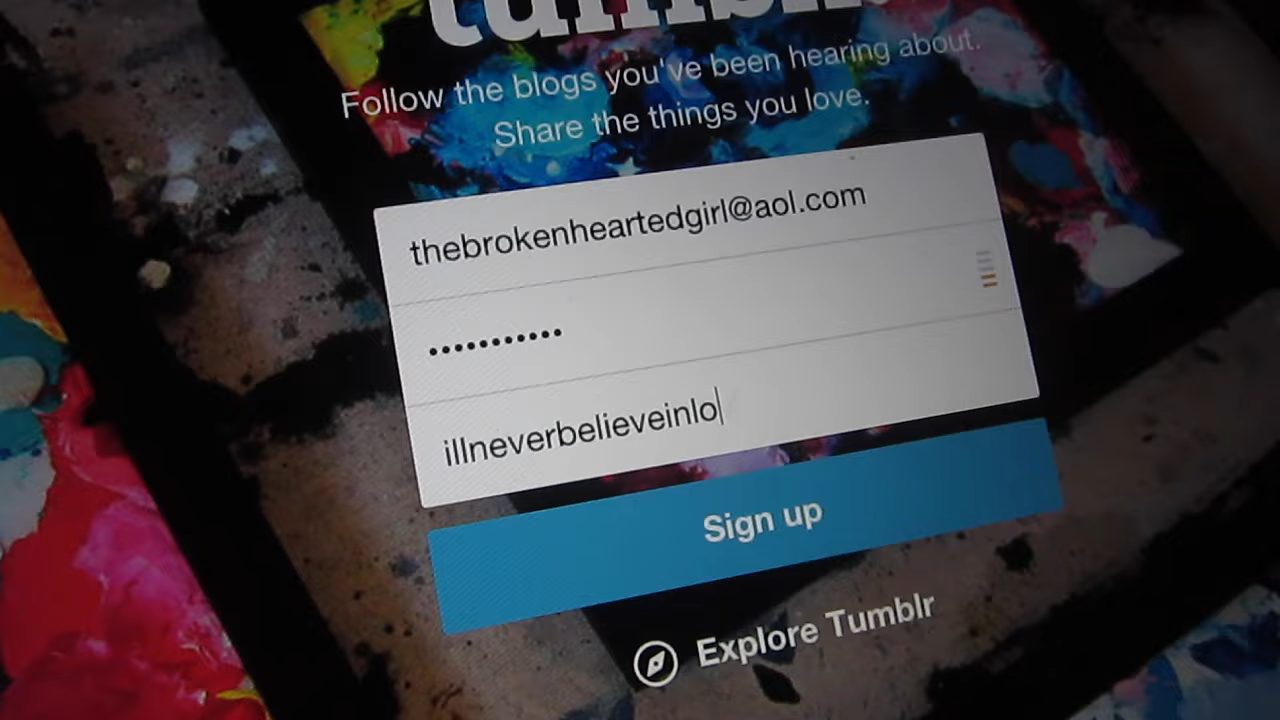 tumblr.
Follow the blogs you've been hearing about.
Share the things you love.
thebrokenheartedgirl@aol.com
•••••••••••
illneverbelieveinlo
Sign up
Explore Tumblr